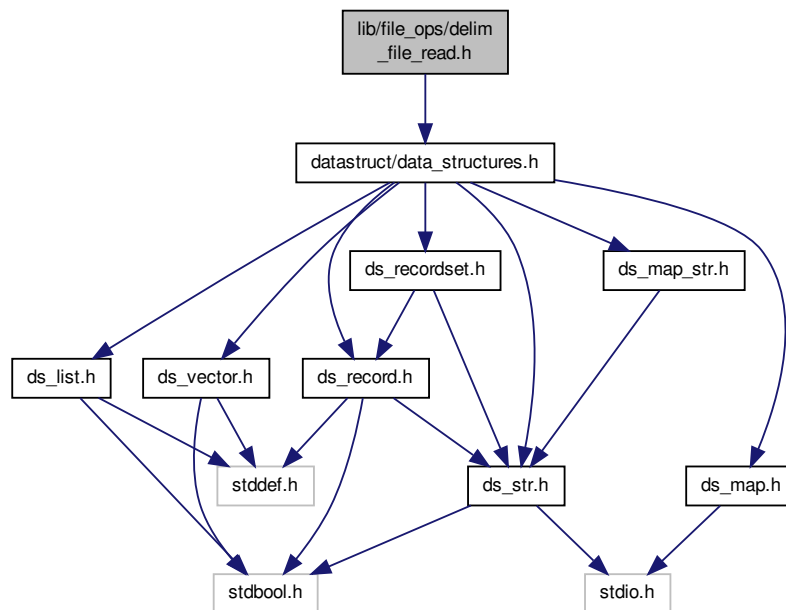 lib/file_ops/delim
_file_read.h
datastruct/data_structures.h
ds_recordset.h
ds_map_str.h
ds_list.h
ds_vector.h
ds_record.h
stddef.h
ds_str.h
ds_map.h
stdbool.h
stdio.h